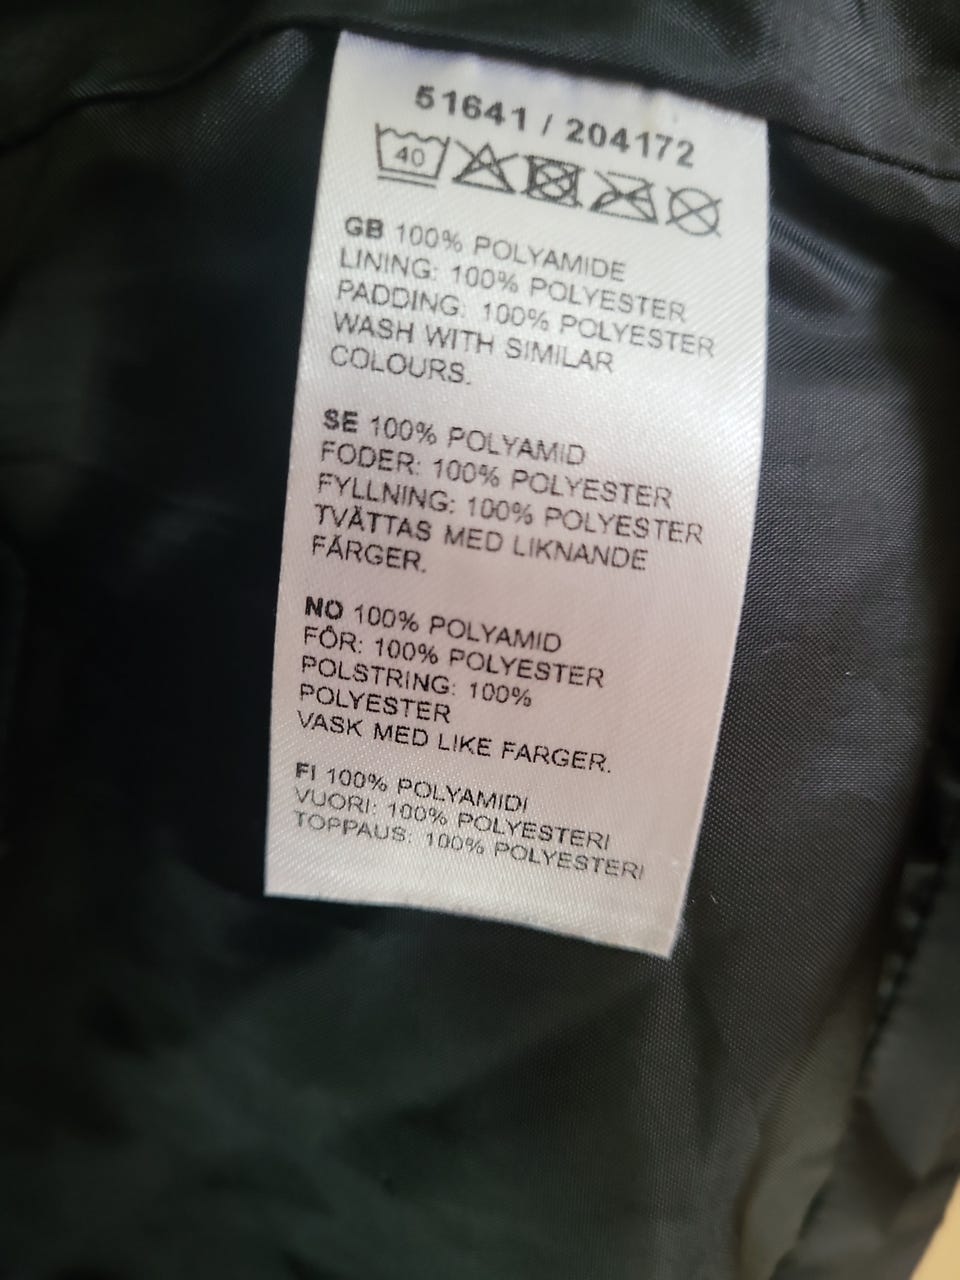 51641 / 204172
40
GB 100% POLYAMIDE
LINING: 100% POLYESTER
PADDING: 100% POLYESTER
WASH WITH SIMILAR
COLOURS.
SE 100% POLYAMID
FODER: 100% POLYESTER
FYLLNING: 100% POLYESTER
TVÄTTAS MED LIKNANDE
FÄRGER.
NO 100% POLYAMID
FÔR: 100% POLYESTER
POLSTRING: 100%
POLYESTER
VASK MED LIKE FARGER.
FI 100% POLYAMIDI
VUORI: 100% POLYESTERI
TOPPAUS: 100% POLYESTERI